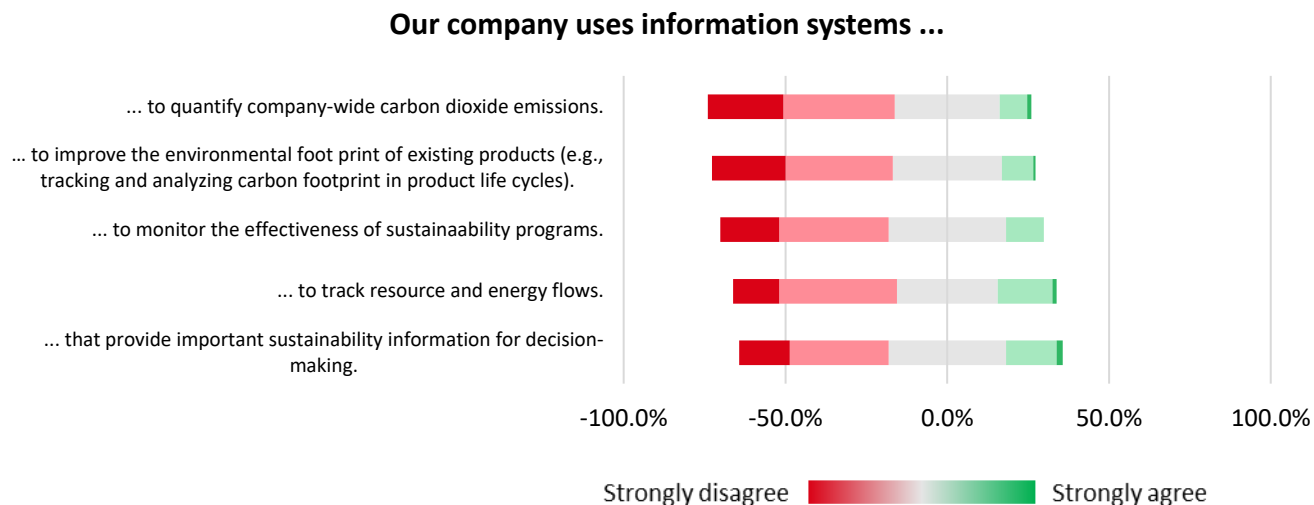 Our company uses information systems ...
... to quantify company-wide carbon dioxide emissions.
... to improve the environmental foot print of existing products (e.g.,
tracking and analyzing carbon footprint in product life cycles).
... to monitor the effectiveness of sustainaability programs.
... to track resource and energy flows.
... that provide important sustainability information for decision-
making.
-100.0% -50.0% 0.0% 50.0% 100.0%
Strongly disagree Strongly agree